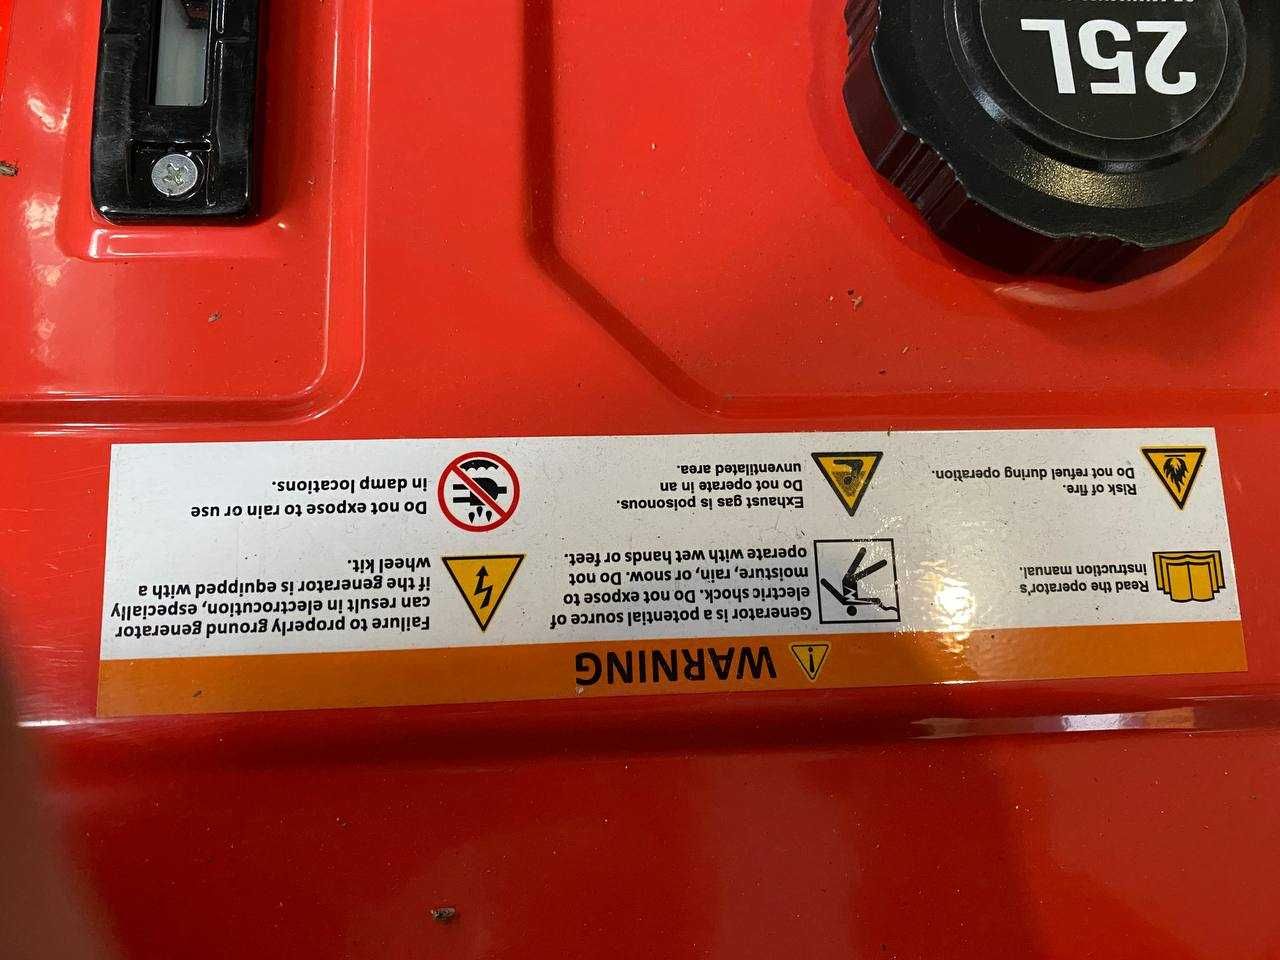 WARNING
Read the operator's
instruction manual.
Generator is a potential source of
electric shock. Do not expose to
moisture, rain, or snow. Do not
operate with wet hands or feet.
Failure to properly ground generator
can result in electrocution, especially
if the generator is equipped with a
wheel kit.
Risk of fire.
Do not refuel during operation.
Exhaust gas is poisonous.
Do not operate in an
unventilated area.
Do not expose to rain or use
in damp locations.
25L